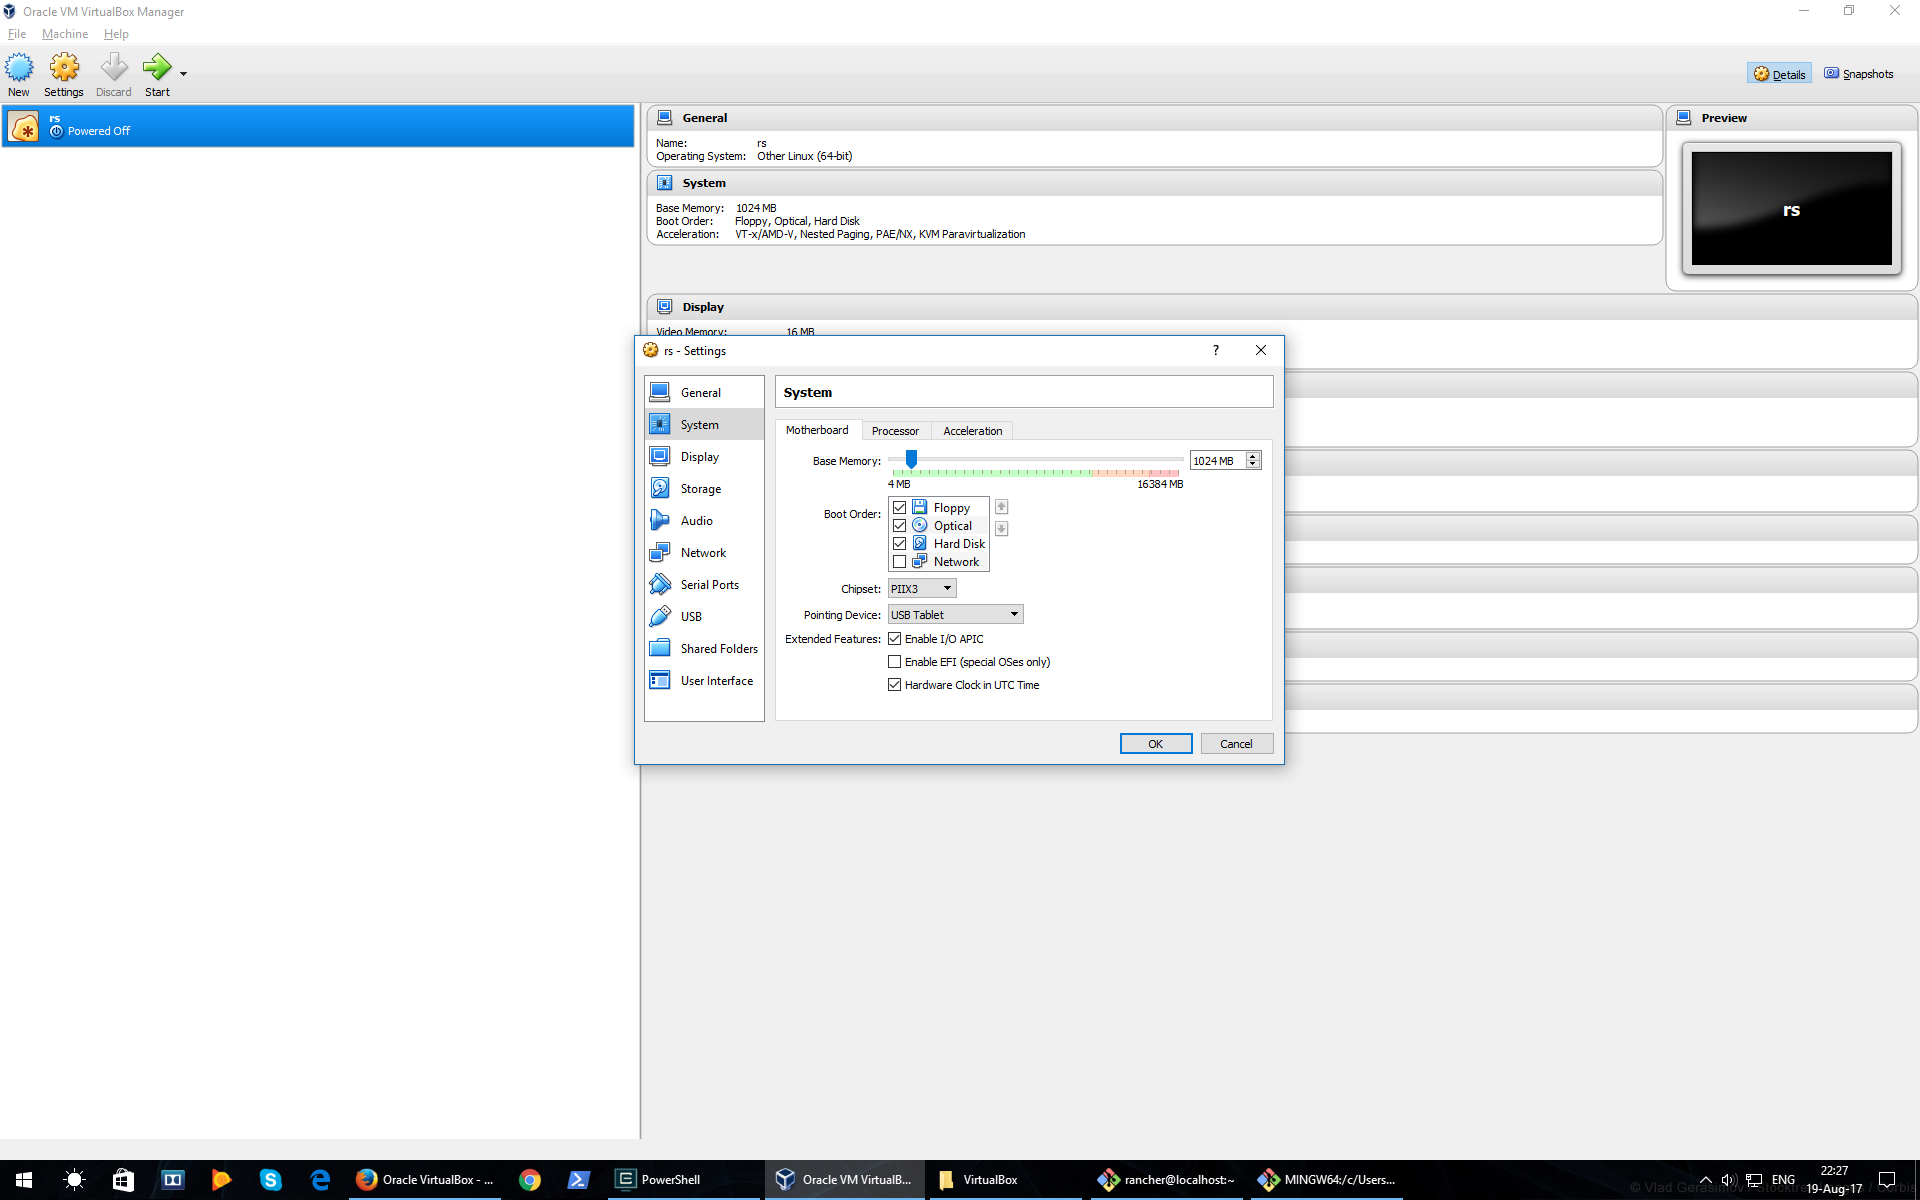 Oracle VM VirtualBox Manager
File Machine Help
New Settings Discard Start
Details Snapshots
rs
Powered Off
General
Name: rs
Operating System: Other Linux (64-bit)
System
Base Memory: 1024 MB
Boot Order: Floppy, Optical, Hard Disk
Acceleration: VT-x/AMD-V, Nested Paging, PAE/NX, KVM Paravirtualization
Preview
rs
Display
Video Memory: 16 MB
rs - Settings
?
General
System
Display
Storage
Audio
Network
Serial Ports
USB
Shared Folders
User Interface
System
Motherboard Processor Acceleration
Base Memory: 1024 MB
4 MB 16384 MB
Boot Order:
Floppy
Optical
Hard Disk
Network
Chipset: PIIX3
Pointing Device: USB Tablet
Extended Features: Enable I/O APIC
Enable EFI (special OSes only)
Hardware Clock in UTC Time
OK Cancel
Oracle VirtualBox - ...
PowerShell
Oracle VM VirtualB...
VirtualBox
rancher@localhost:~
MINGW64:/c/Users...
ENG
22:27
19-Aug-17